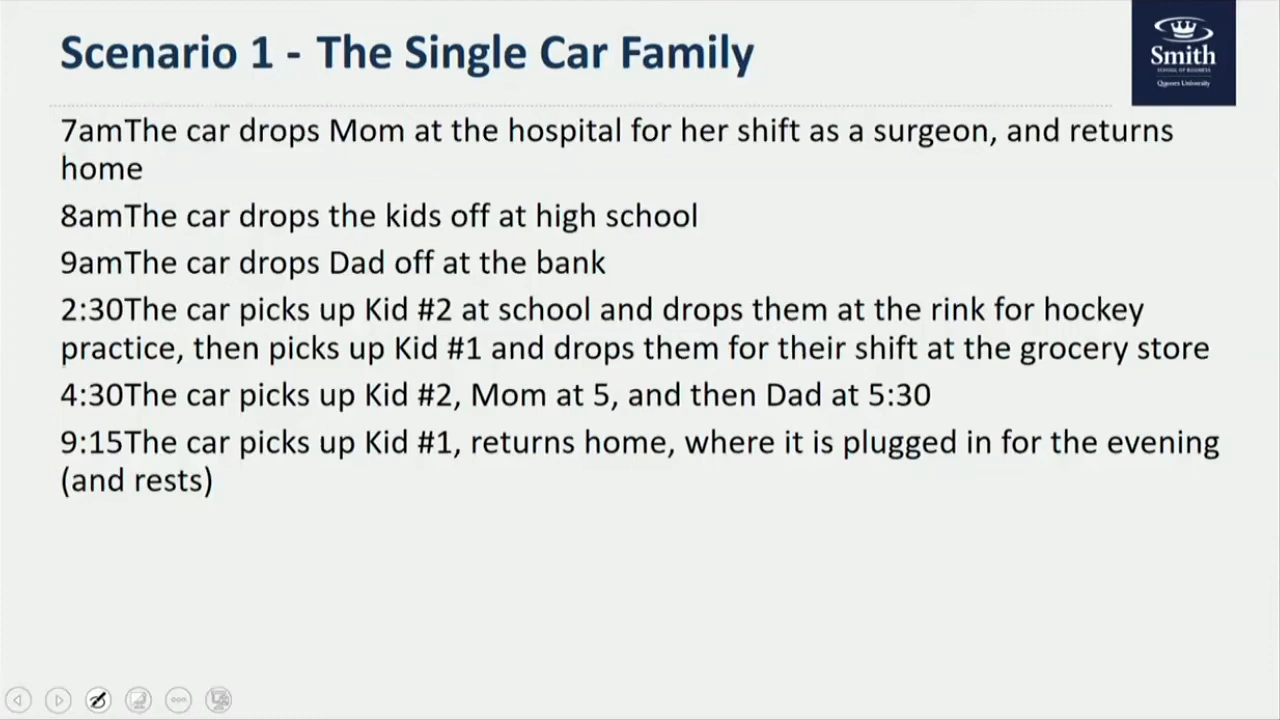 Scenario 1 - The Single Car Family
Smith
SCHOOL OF BUSINESS
Queen's University
7amThe car drops Mom at the hospital for her shift as a surgeon, and returns
home
8amThe car drops the kids off at high school
9amThe car drops Dad off at the bank
2:30The car picks up Kid #2 at school and drops them at the rink for hockey
practice, then picks up Kid #1 and drops them for their shift at the grocery store
4:30The car picks up Kid #2, Mom at 5, and then Dad at 5:30
9:15The car picks up Kid #1, returns home, where it is plugged in for the evening
(and rests)